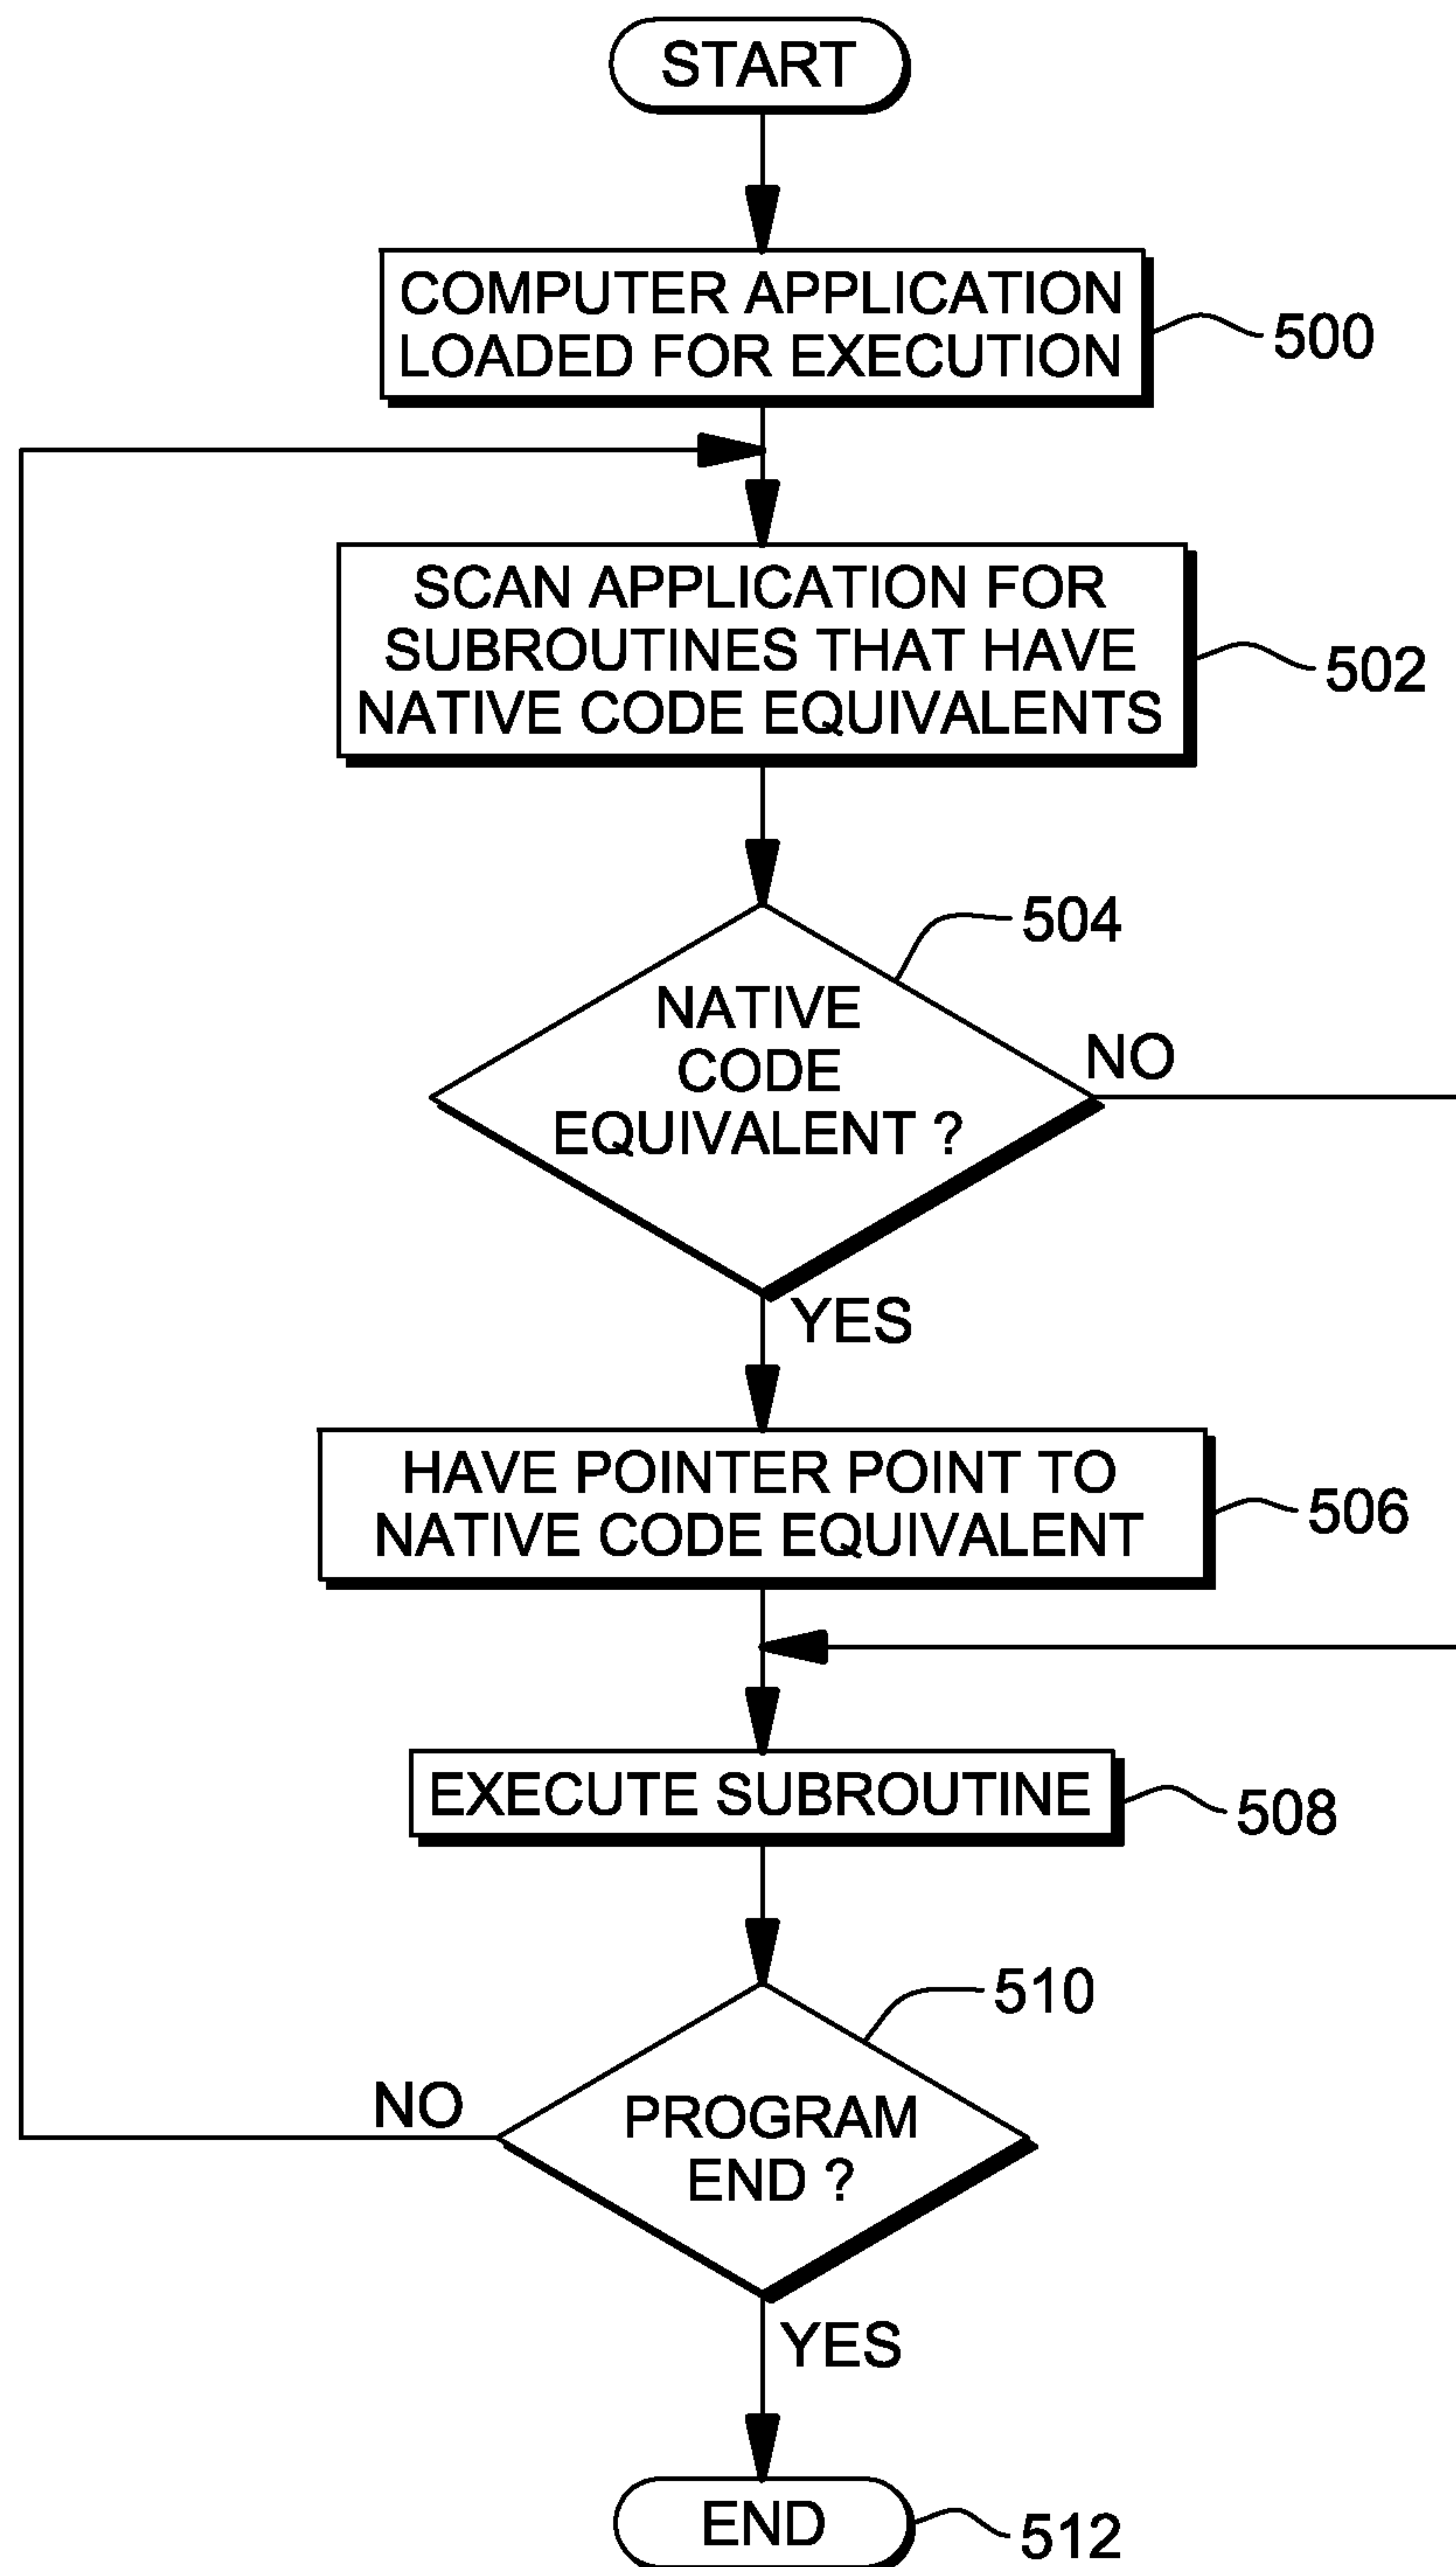 START
COMPUTER APPLICATION
LOADED FOR EXECUTION
500
SCAN APPLICATION FOR
SUBROUTINES THAT HAVE
NATIVE CODE EQUIVALENTS
502
504
NATIVE
CODE
EQUIVALENT ?
NO
YES
HAVE POINTER POINT TO
NATIVE CODE EQUIVALENT
506
EXECUTE SUBROUTINE
508
510
PROGRAM
END ?
NO
YES
END
512